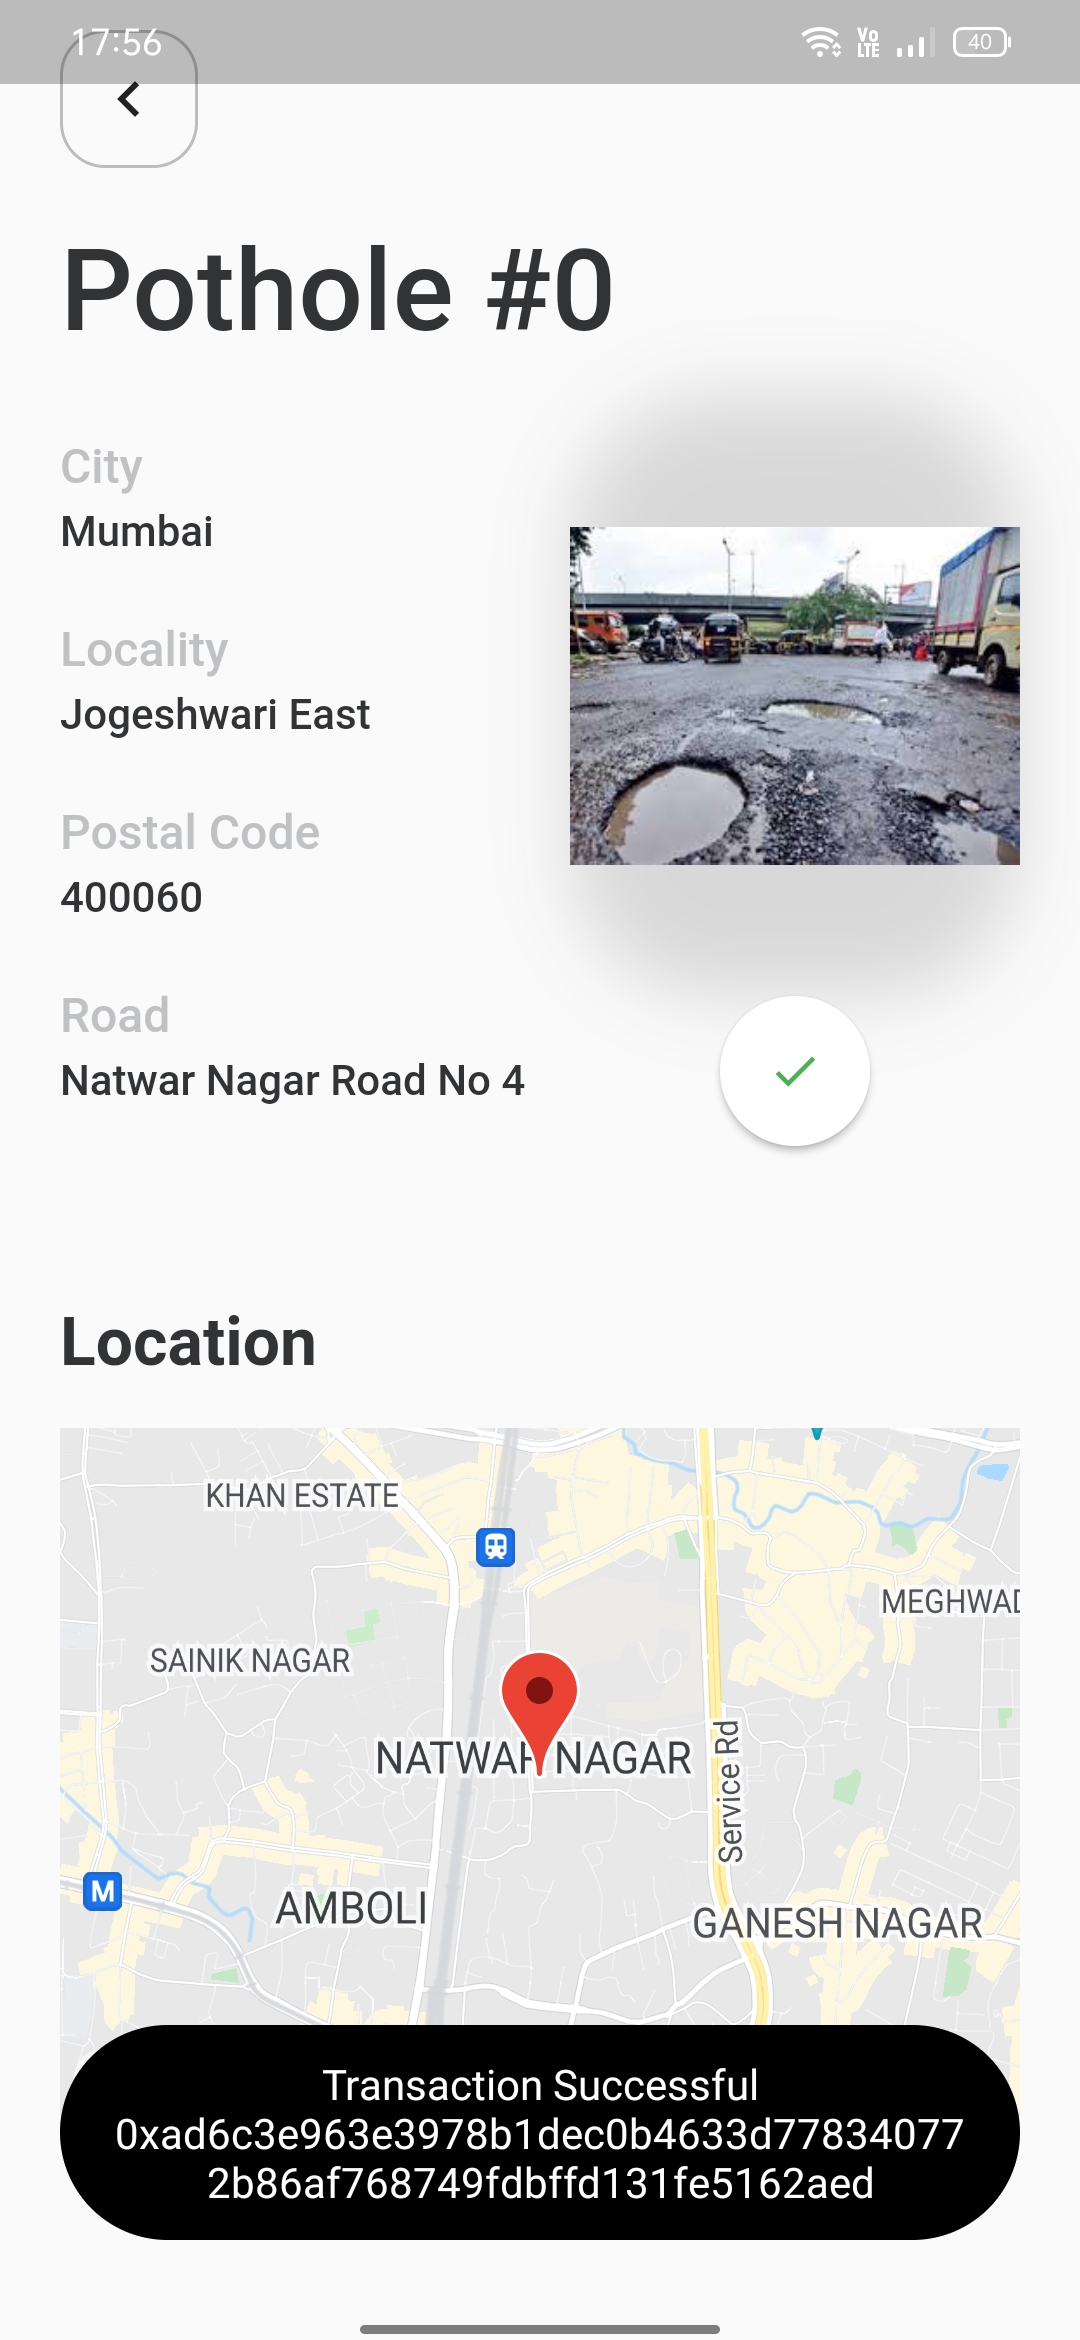 17:56
Vo
LTE
40
Pothole #0
City
Mumbai
Locality
Jogeshwari East
Postal Code
400060
Road
Natwar Nagar Road No 4
Location
KHAN ESTATE
MEGHWAD
SAINIK NAGAR
NATWAR NAGAR
Service Rd
M
AMBOLI
GANESH NAGAR
Transaction Successful
0xad6c3e963e3978b1dec0b4633d77834077
2b86af768749fdbffd131fe5162aed